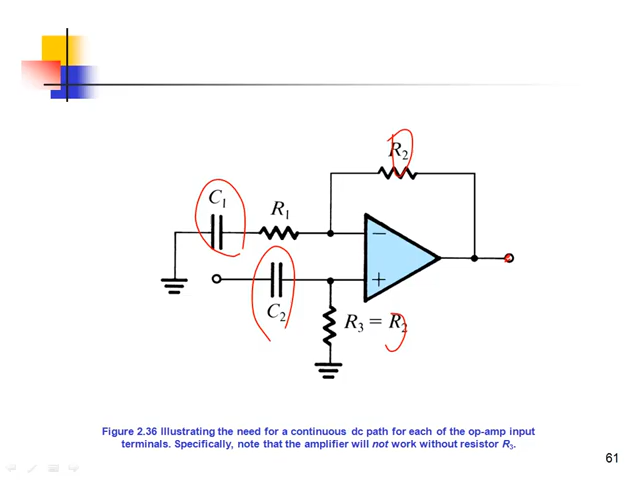 R2
C1
R1
−
+
C2
R3 = R2
Figure 2.36 Illustrating the need for a continuous dc path for each of the op-amp input
terminals. Specifically, note that the amplifier will not work without resistor R3.
61